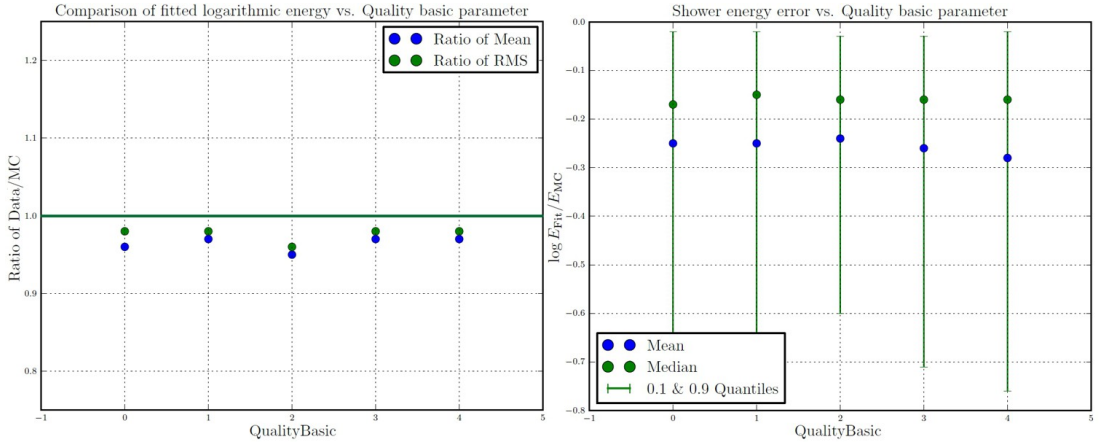 Comparison of fitted logarithmic energy vs. Quality basic parameter
Ratio of Mean
Ratio of RMS
1.2
1.1
1.0
0.9
0.8
Ratio of Data/MC
−1 0 1 2 3 4 5
QualityBasic
Shower energy error vs. Quality basic parameter
0.0
−0.1
−0.2
−0.3
−0.4
−0.5
−0.6
−0.7
−0.8
log E_Fit/E_MC
Mean
Median
0.1 & 0.9 Quantiles
−1 0 1 2 3 4 5
QualityBasic